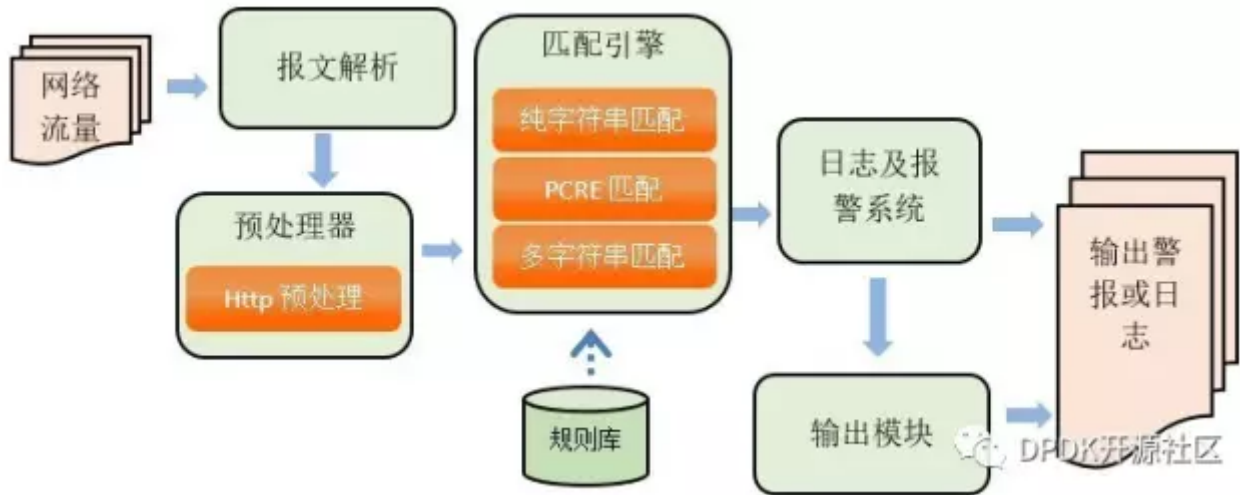 网络
流量
报文解析
预处理器
Http 预处理
匹配引擎
纯字符串匹配
PCRE 匹配
多字符串匹配
规则库
日志及报
警系统
输出模块
输出警
报或日
志
DPDK开源社区